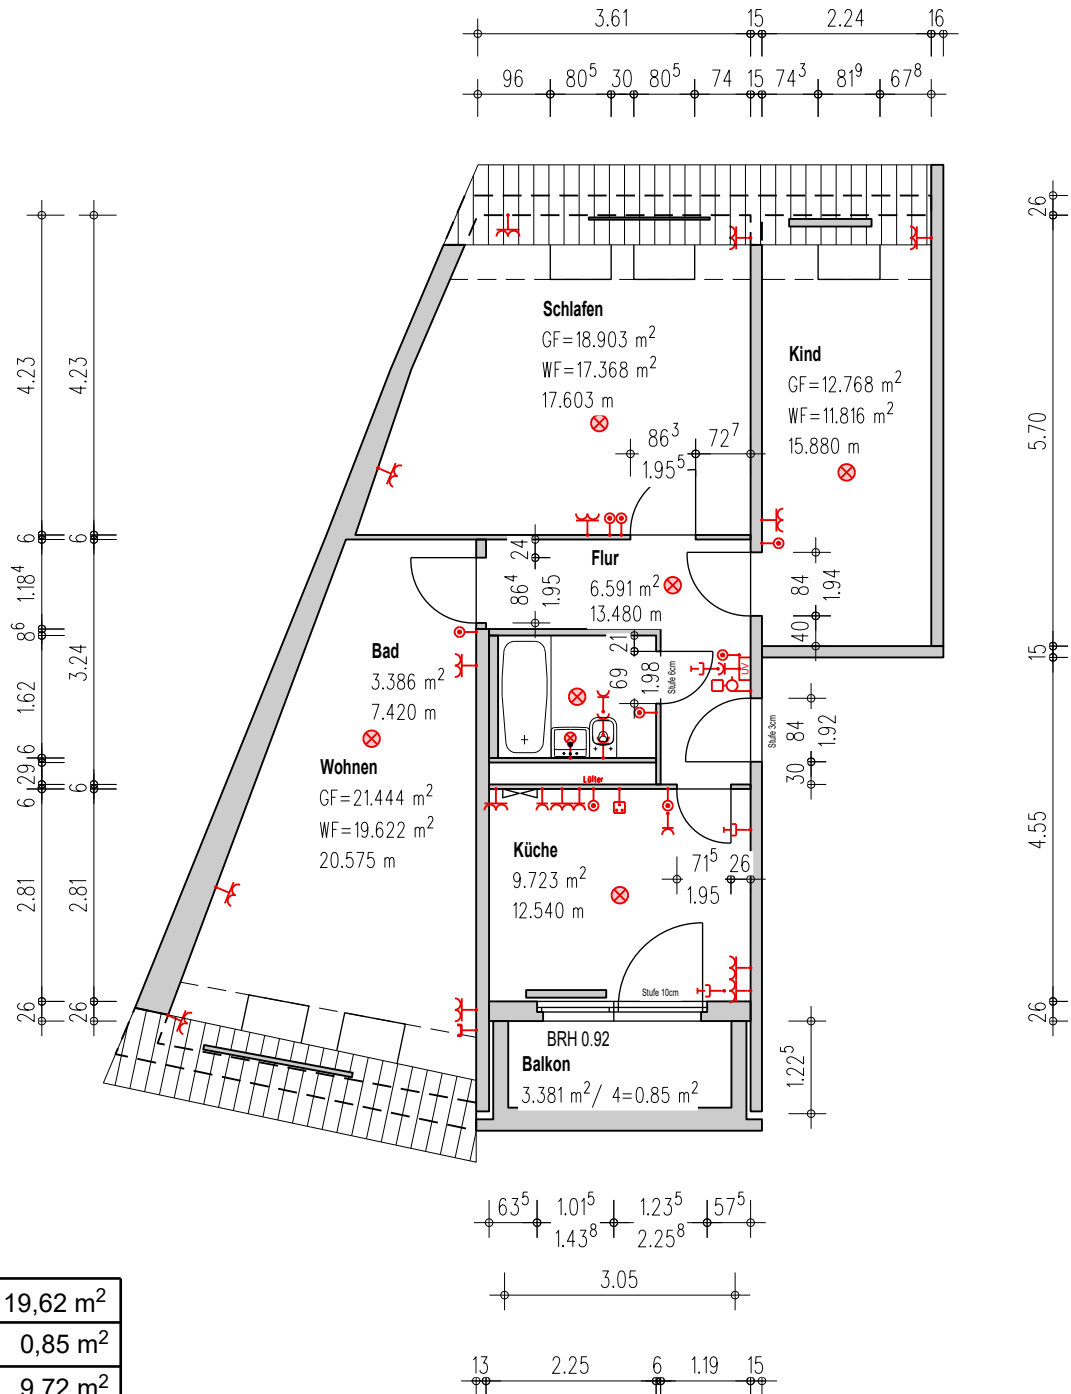 3.61 15 2.24 16
96 80⁵ 30 80⁵ 74 15 74³ 81⁹ 67⁸
26
5.70
15
4.55
26
4.23
6
1.18⁴
8⁶
1.62
6
29
6
2.81
26
4.23
6
3.24
6
2.81
26
Schlafen
GF=18.903 m²
WF=17.368 m²
17.603 m
Kind
GF=12.768 m²
WF=11.816 m²
15.880 m
86³ 72⁷
1.95⁵
Flur
6.591 m²
13.480 m
24
86⁴
1.95
84
1.94
40
Bad
3.386 m²
7.420 m
21
69
1.98
Stufe 6cm
UV
Stufe 3cm
84
1.92
30
Wohnen
GF=21.444 m²
WF=19.622 m²
20.575 m
Lüfter
Küche
9.723 m²
12.540 m
71⁵ 26
1.95
Stufe 10cm
BRH 0.92
Balkon
3.381 m²/ 4=0.85 m²
1.22⁵
63⁵ 1.01⁵ 1.23⁵ 57⁵
1.43⁸ 2.25⁸
3.05
13 2.25 6 1.19 15
19,62 m²
0,85 m²
9,72 m²